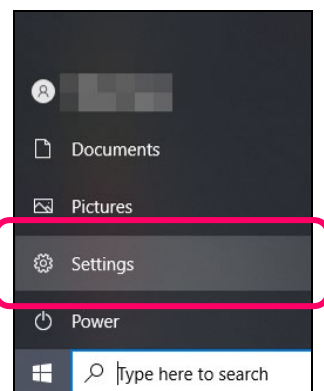 Documents
Pictures
Settings
Power
Type here to search